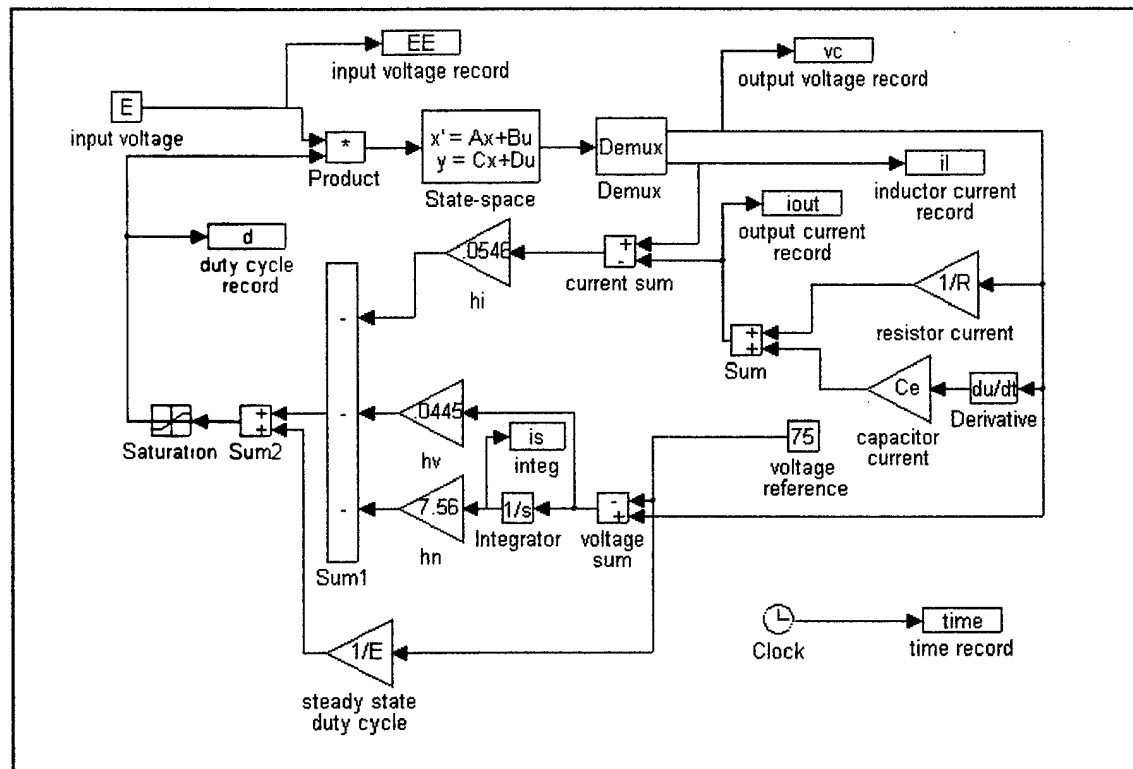 EE
input voltage record
vc
output voltage record
E
input voltage
*
Product
x' = Ax+Bu
y = Cx+Du
State-space
Demux
Demux
il
inductor current
record
iout
output current
record
d
duty cycle
record
.0546
hi
+
-
current sum
1/R
resistor current
+
+
Sum
Ce
capacitor
current
du/dt
Derivative
-
-
-
Sum1
.0445
hv
is
integ
75
voltage
reference
Saturation
+
+
Sum2
7.56
hn
1/s
Integrator
-
+
voltage
sum
1/E
steady state
duty cycle
Clock
time
time record